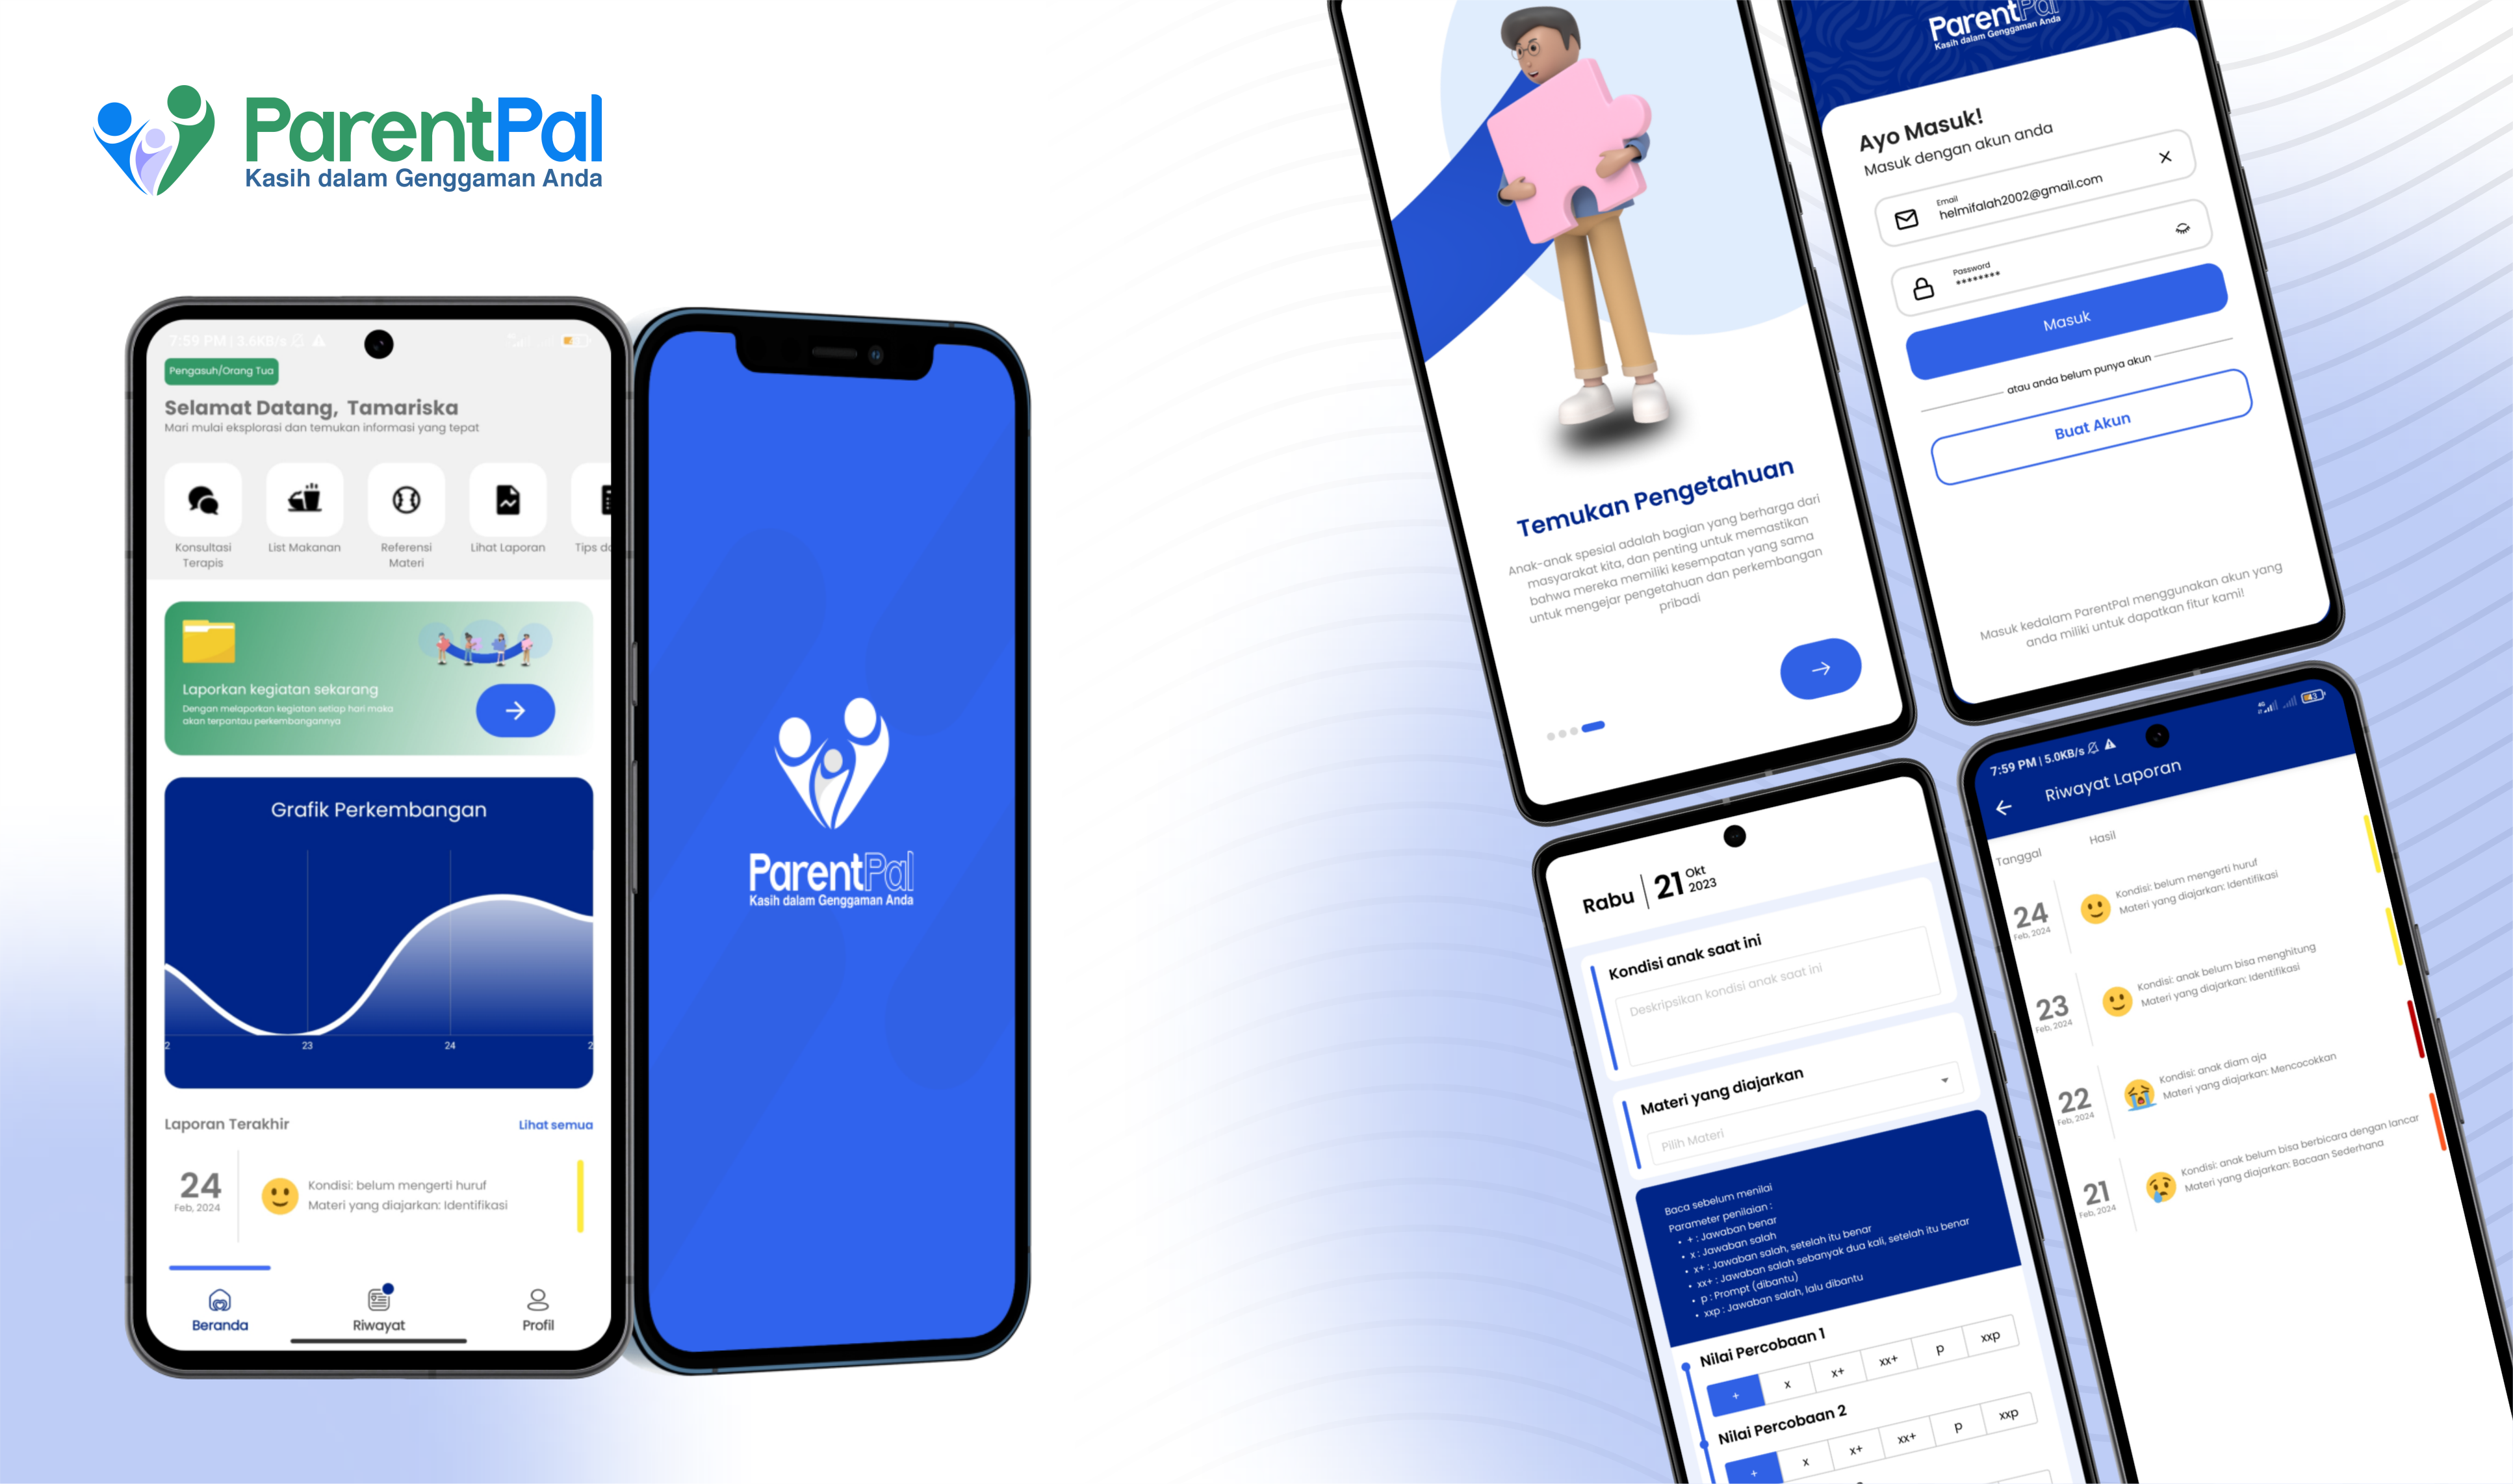 ParentPal
Kasih dalam Genggaman Anda
7:59 PM | 3.6KB/s
Pengasuh/Orang Tua
Selamat Datang, Tamariska
Mari mulai eksplorasi dan temukan informasi yang tepat
Konsultasi Terapis
List Makanan
Referensi Materi
Lihat Laporan
Tips
Laporkan kegiatan sekarang
Dengan melaporkan kegiatan setiap hari maka
akan terpantau perkembangannya
Grafik Perkembangan
2 23 24 2
Laporan Terakhir
Lihat semua
24
Feb, 2024
Kondisi: belum mengerti huruf
Materi yang diajarkan: Identifikasi
Beranda
Riwayat
Profil
ParentPal
Kasih dalam Genggaman Anda
Temukan Pengetahuan
Anak-anak spesial adalah bagian yang berharga dari
masyarakat kita, dan penting untuk memastikan
bahwa mereka memiliki kesempatan yang sama
untuk mengejar pengetahuan dan perkembangan
pribadi
ParentPal
Kasih dalam Genggaman Anda
Ayo Masuk!
Masuk dengan akun anda
Email
helmifalah2002@gmail.com
Password
********
Masuk
atau anda belum punya akun
Buat Akun
Masuk kedalam ParentPal menggunakan akun yang
anda miliki untuk dapatkan fitur kami!
Rabu
21
Okt
2023
Kondisi anak saat ini
Deskripsikan kondisi anak saat ini
Materi yang diajarkan
Pilih Materi
Baca sebelum menilai
Parameter penilaian :
• + : Jawaban benar
• x : Jawaban salah
• x+ : Jawaban salah, setelah itu benar
• xx+ : Jawaban salah sebanyak dua kali, setelah itu benar
• p : Prompt (dibantu)
• xxp : Jawaban salah, lalu dibantu
Nilai Percobaan 1
+ x x+ xx+ p xxp
Nilai Percobaan 2
+ x x+ xx+ p xxp
7:59 PM | 5.0KB/s
4G
43
Riwayat Laporan
Tanggal
Hasil
24
Feb, 2024
Kondisi: belum mengerti huruf
Materi yang diajarkan: Identifikasi
23
Feb, 2024
Kondisi: anak belum bisa menghitung
Materi yang diajarkan: Identifikasi
22
Feb, 2024
Kondisi: anak diam aja
Materi yang diajarkan: Mencocokkan
21
Feb, 2024
Kondisi: anak belum bisa berbicara dengan lancar
Materi yang diajarkan: Bacaan Sederhana